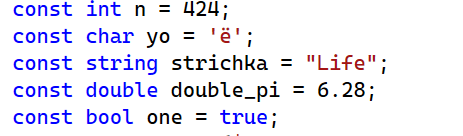 const int n = 424;
const char yo = 'ё';
const string strichka = "Life";
const double double_pi = 6.28;
const bool one = true;